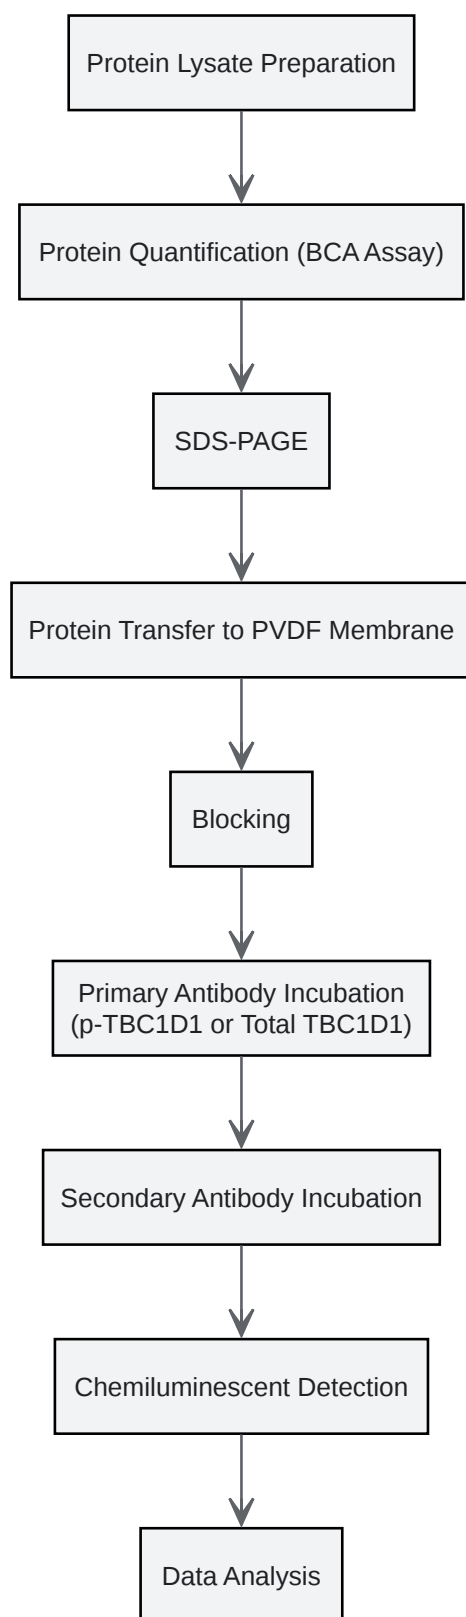 Protein Lysate Preparation
Protein Quantification (BCA Assay)
SDS-PAGE
Protein Transfer to PVDF Membrane
Blocking
Primary Antibody Incubation
(p-TBC1D1 or Total TBC1D1)
Secondary Antibody Incubation
Chemiluminescent Detection
Data Analysis